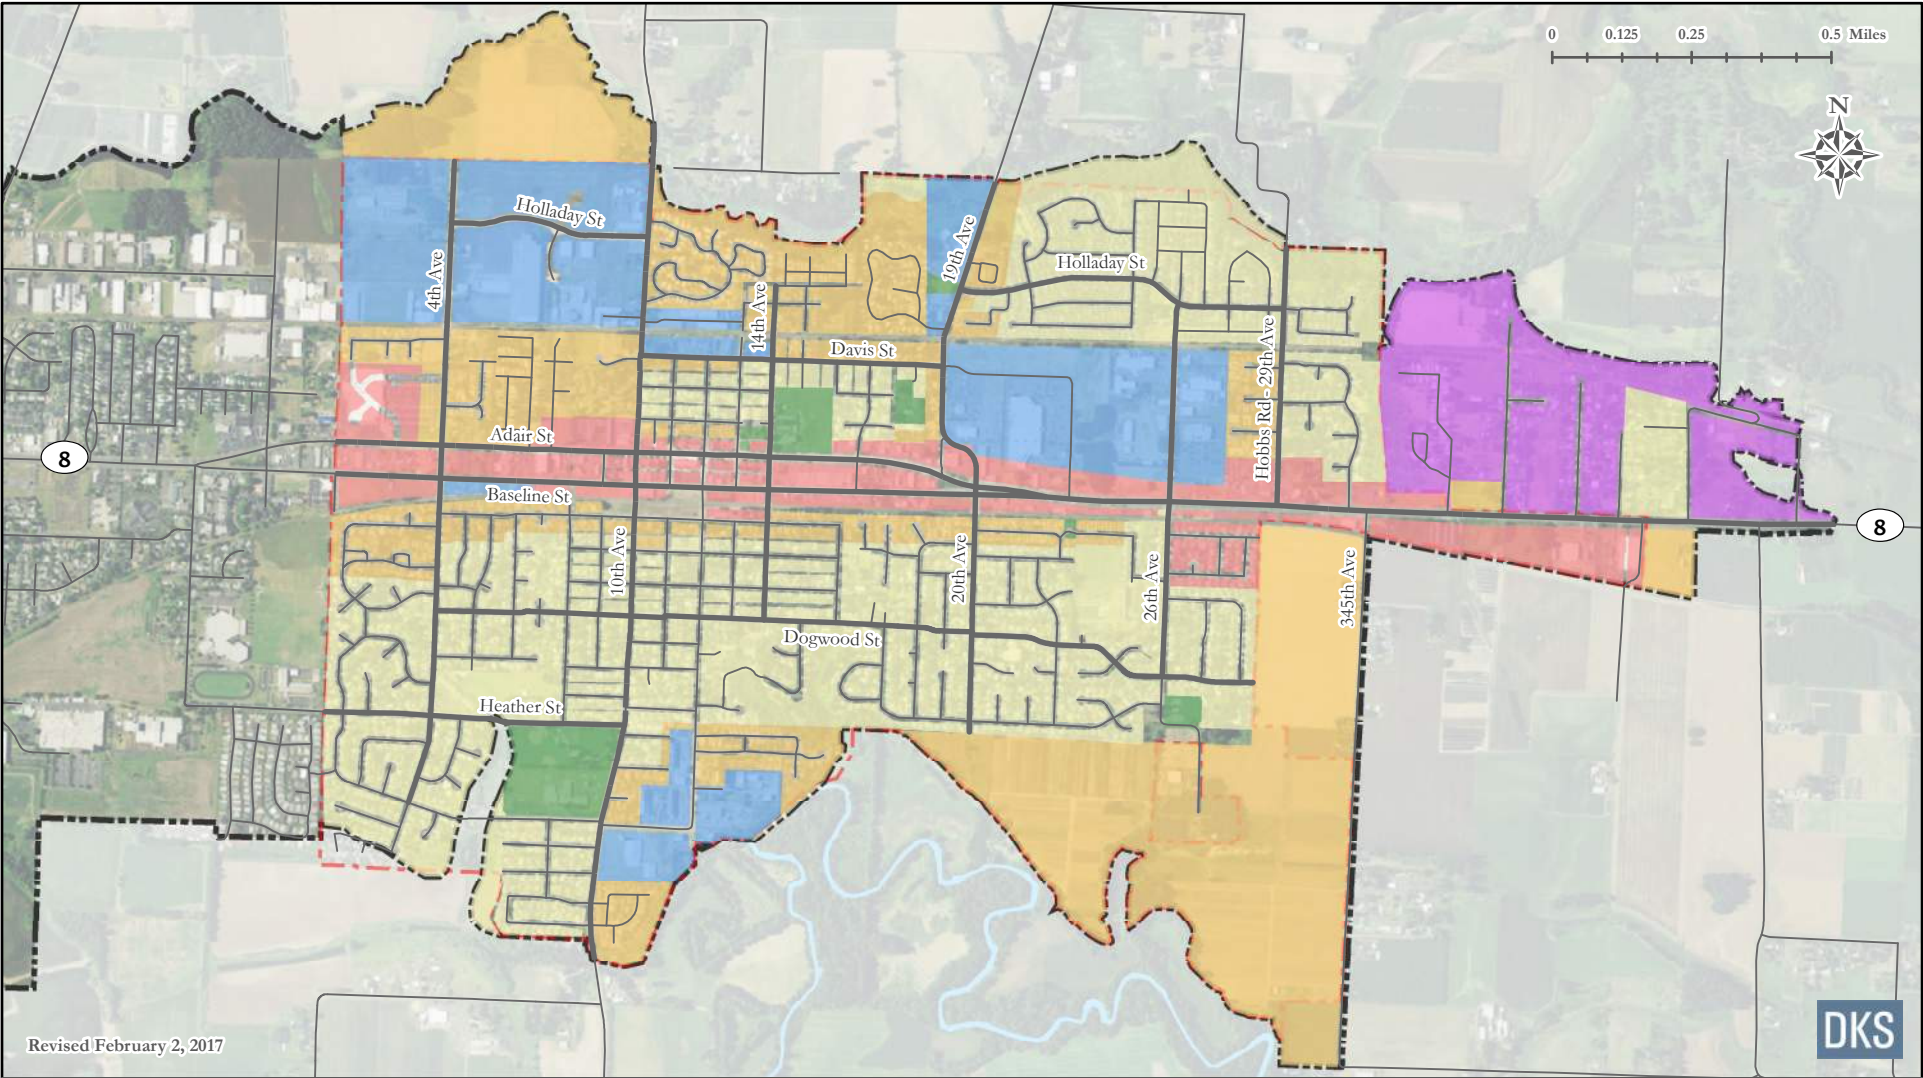 0 0.125 0.25 0.5 Miles
N
Holladay St
19th Ave
4th Ave
Holladay St
14th Ave
Davis St
Hobbs Rd - 29th Ave
Adair St
8
Baseline St
8
10th Ave
20th Ave
26th Ave
345th Ave
Dogwood St
Heather St
Revised February 2, 2017
DKS